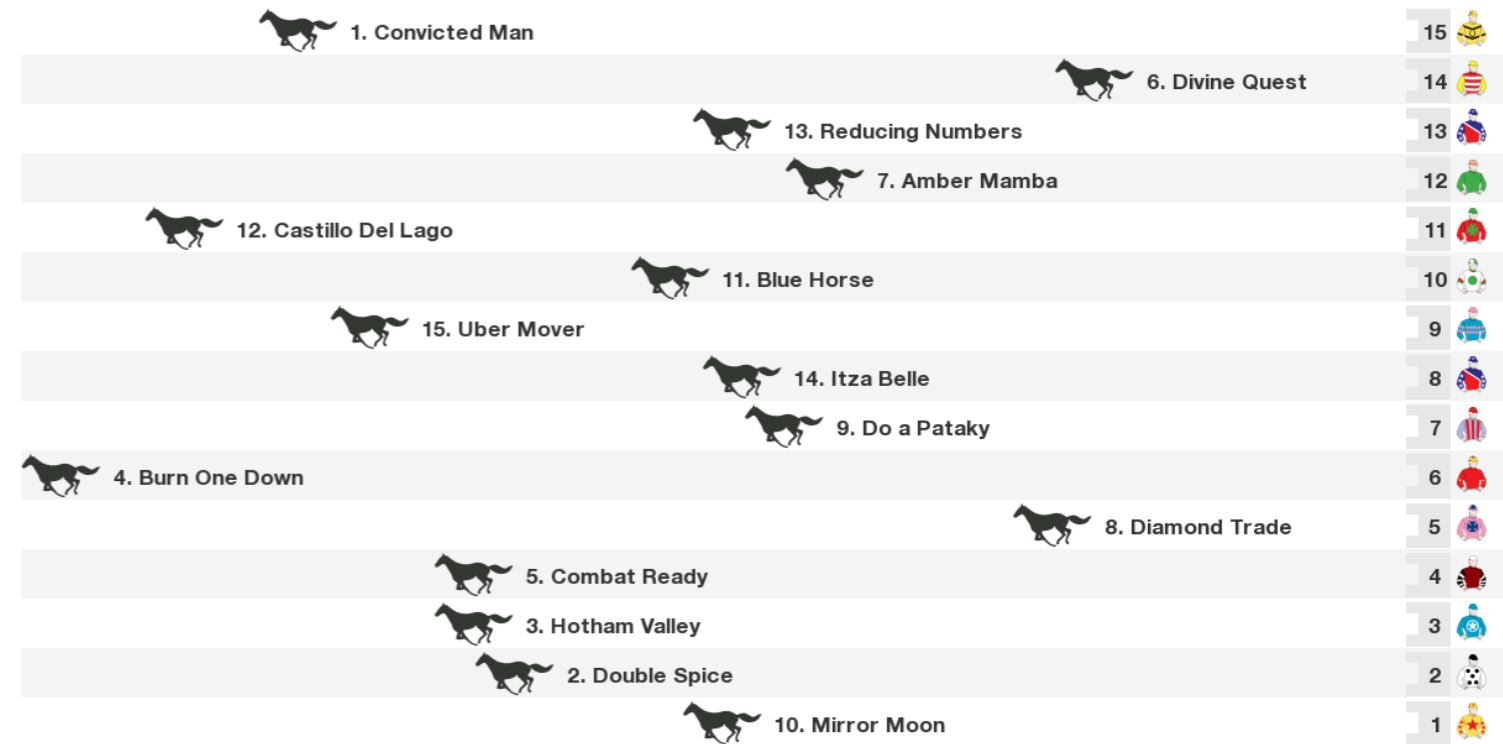 1. Convicted Man 15
6. Divine Quest 14
13. Reducing Numbers 13
7. Amber Mamba 12
12. Castillo Del Lago 11
11. Blue Horse 10
15. Uber Mover 9
14. Itza Belle 8
9. Do a Pataky 7
4. Burn One Down 6
8. Diamond Trade 5
5. Combat Ready 4
3. Hotham Valley 3
2. Double Spice 2
10. Mirror Moon 1